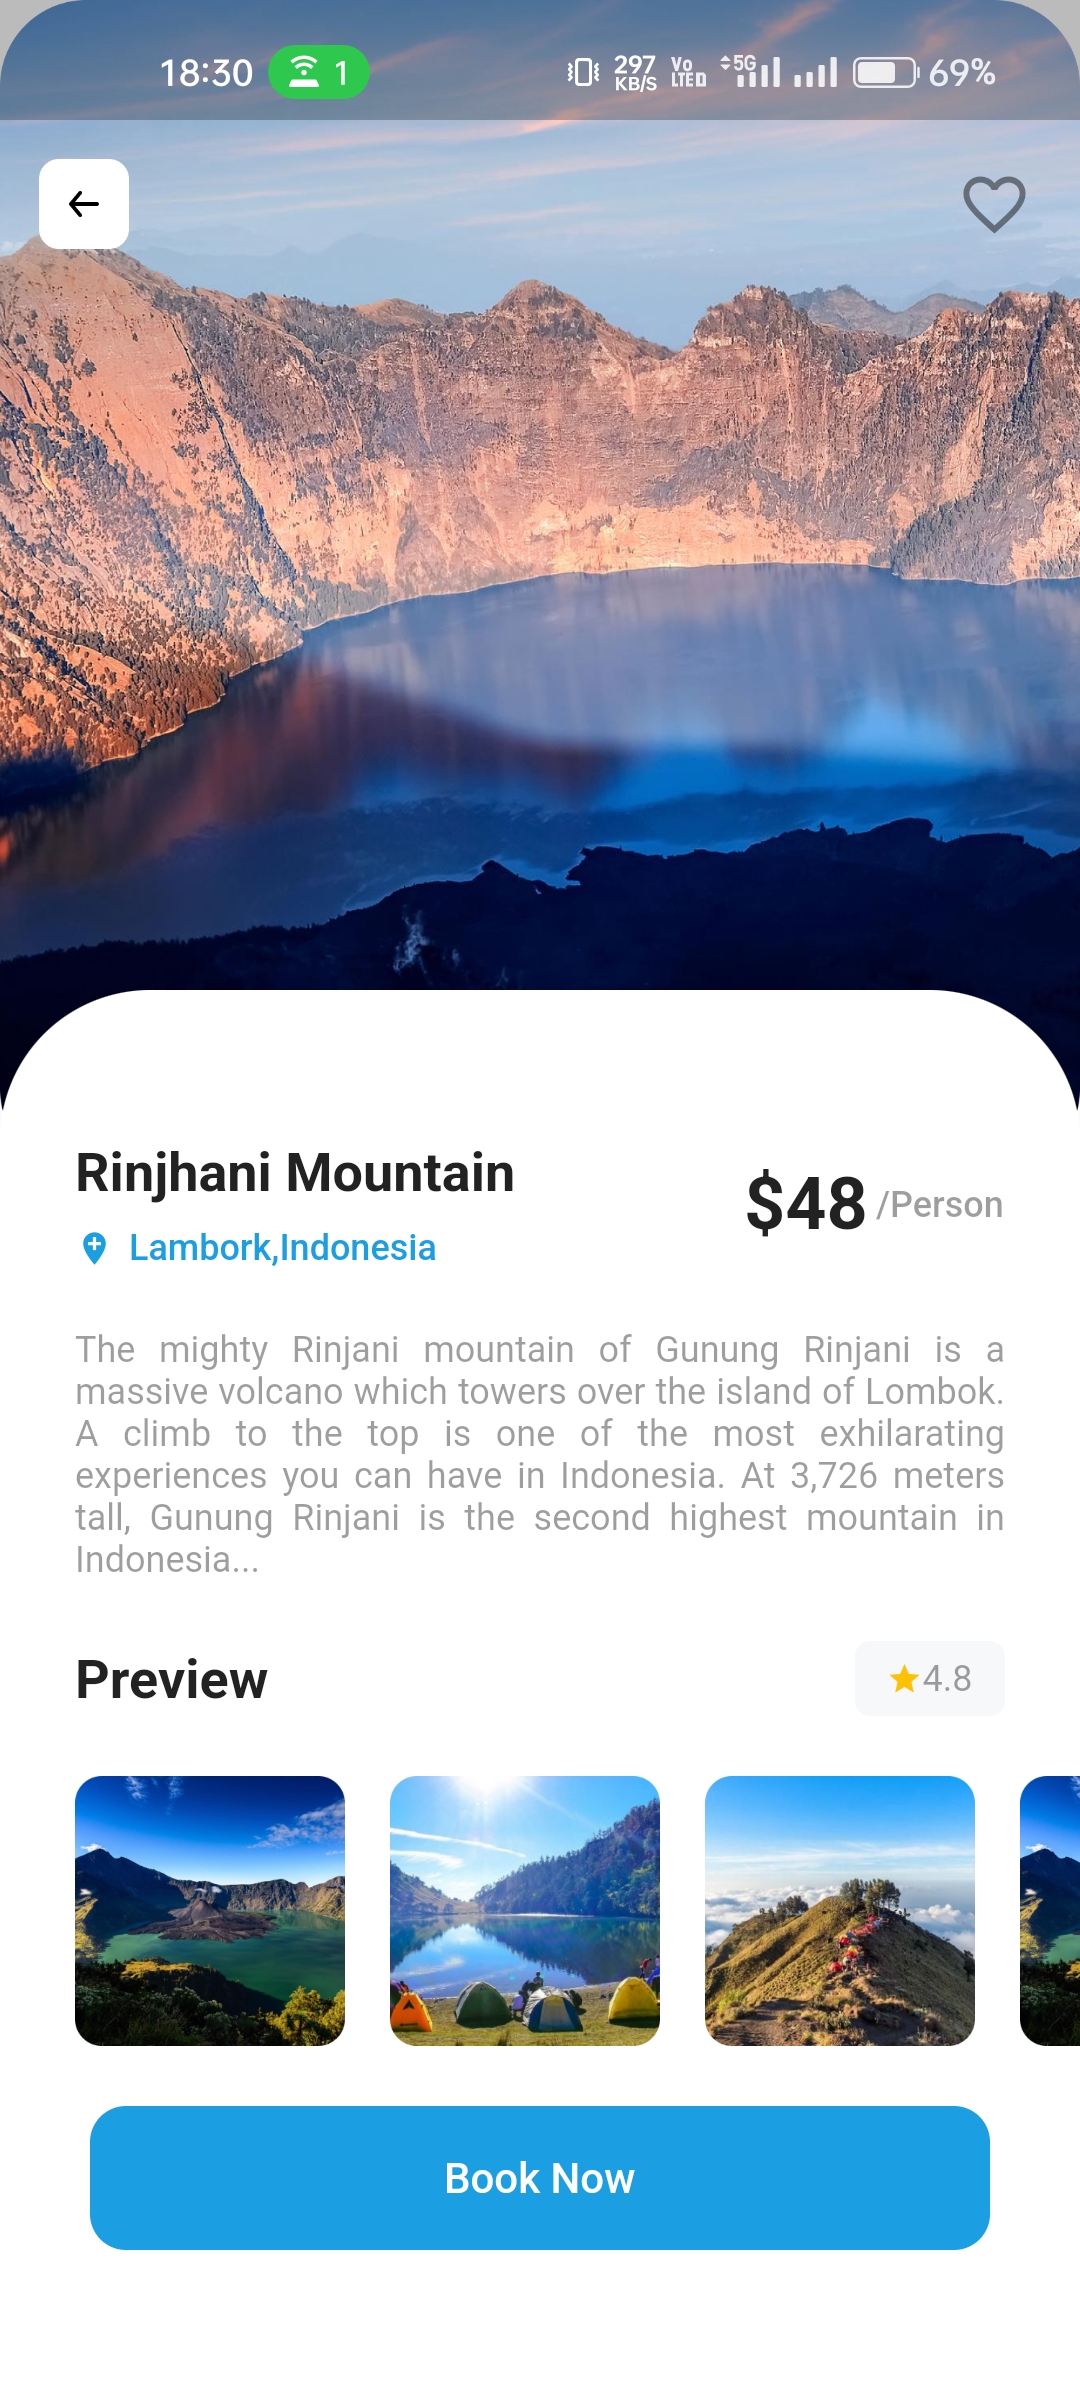 18:30 1 297 KB/S Vo LTE 5G 69%
Rinjhani Mountain
$48 /Person
Lambork,Indonesia
The mighty Rinjani mountain of Gunung Rinjani is a
massive volcano which towers over the island of Lombok.
A climb to the top is one of the most exhilarating
experiences you can have in Indonesia. At 3,726 meters
tall, Gunung Rinjani is the second highest mountain in
Indonesia...
Preview
4.8
Book Now